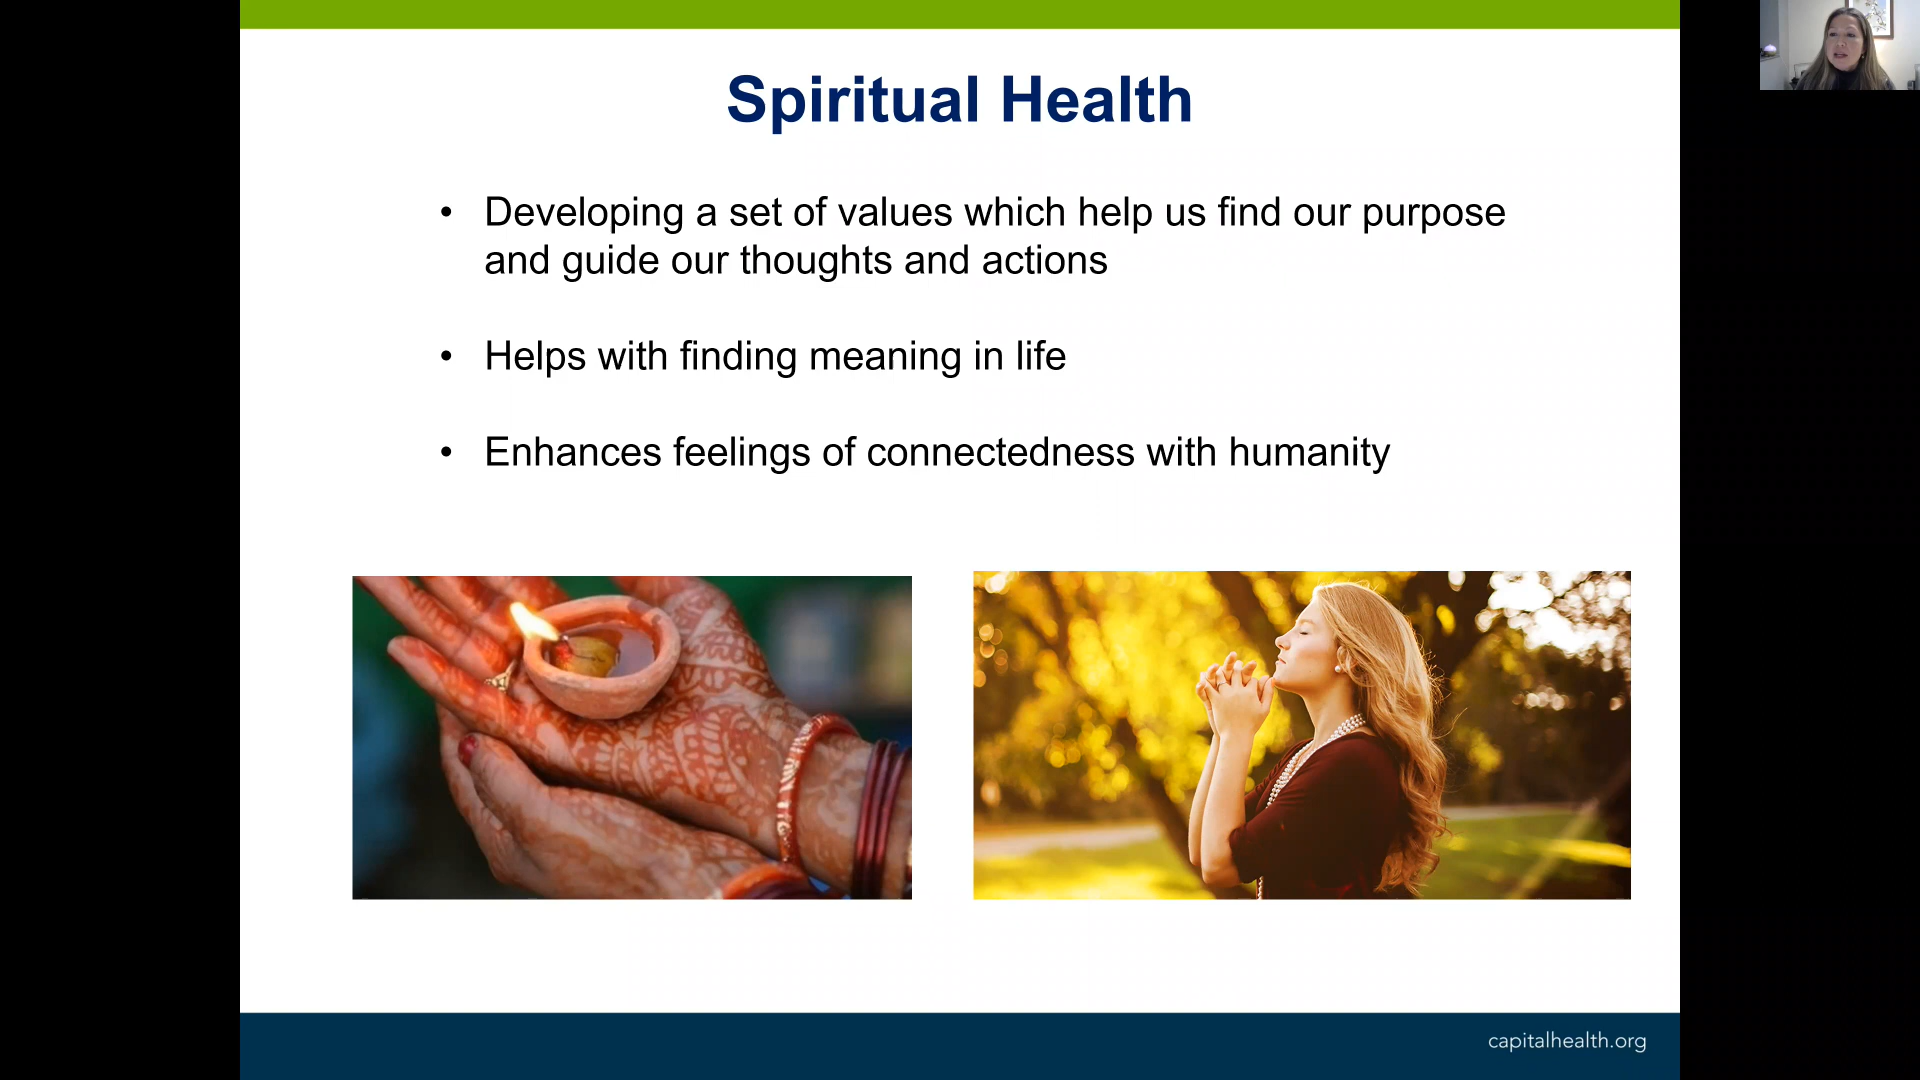 Spiritual Health
• Developing a set of values which help us find our purpose
and guide our thoughts and actions
• Helps with finding meaning in life
• Enhances feelings of connectedness with humanity
capitalhealth.org